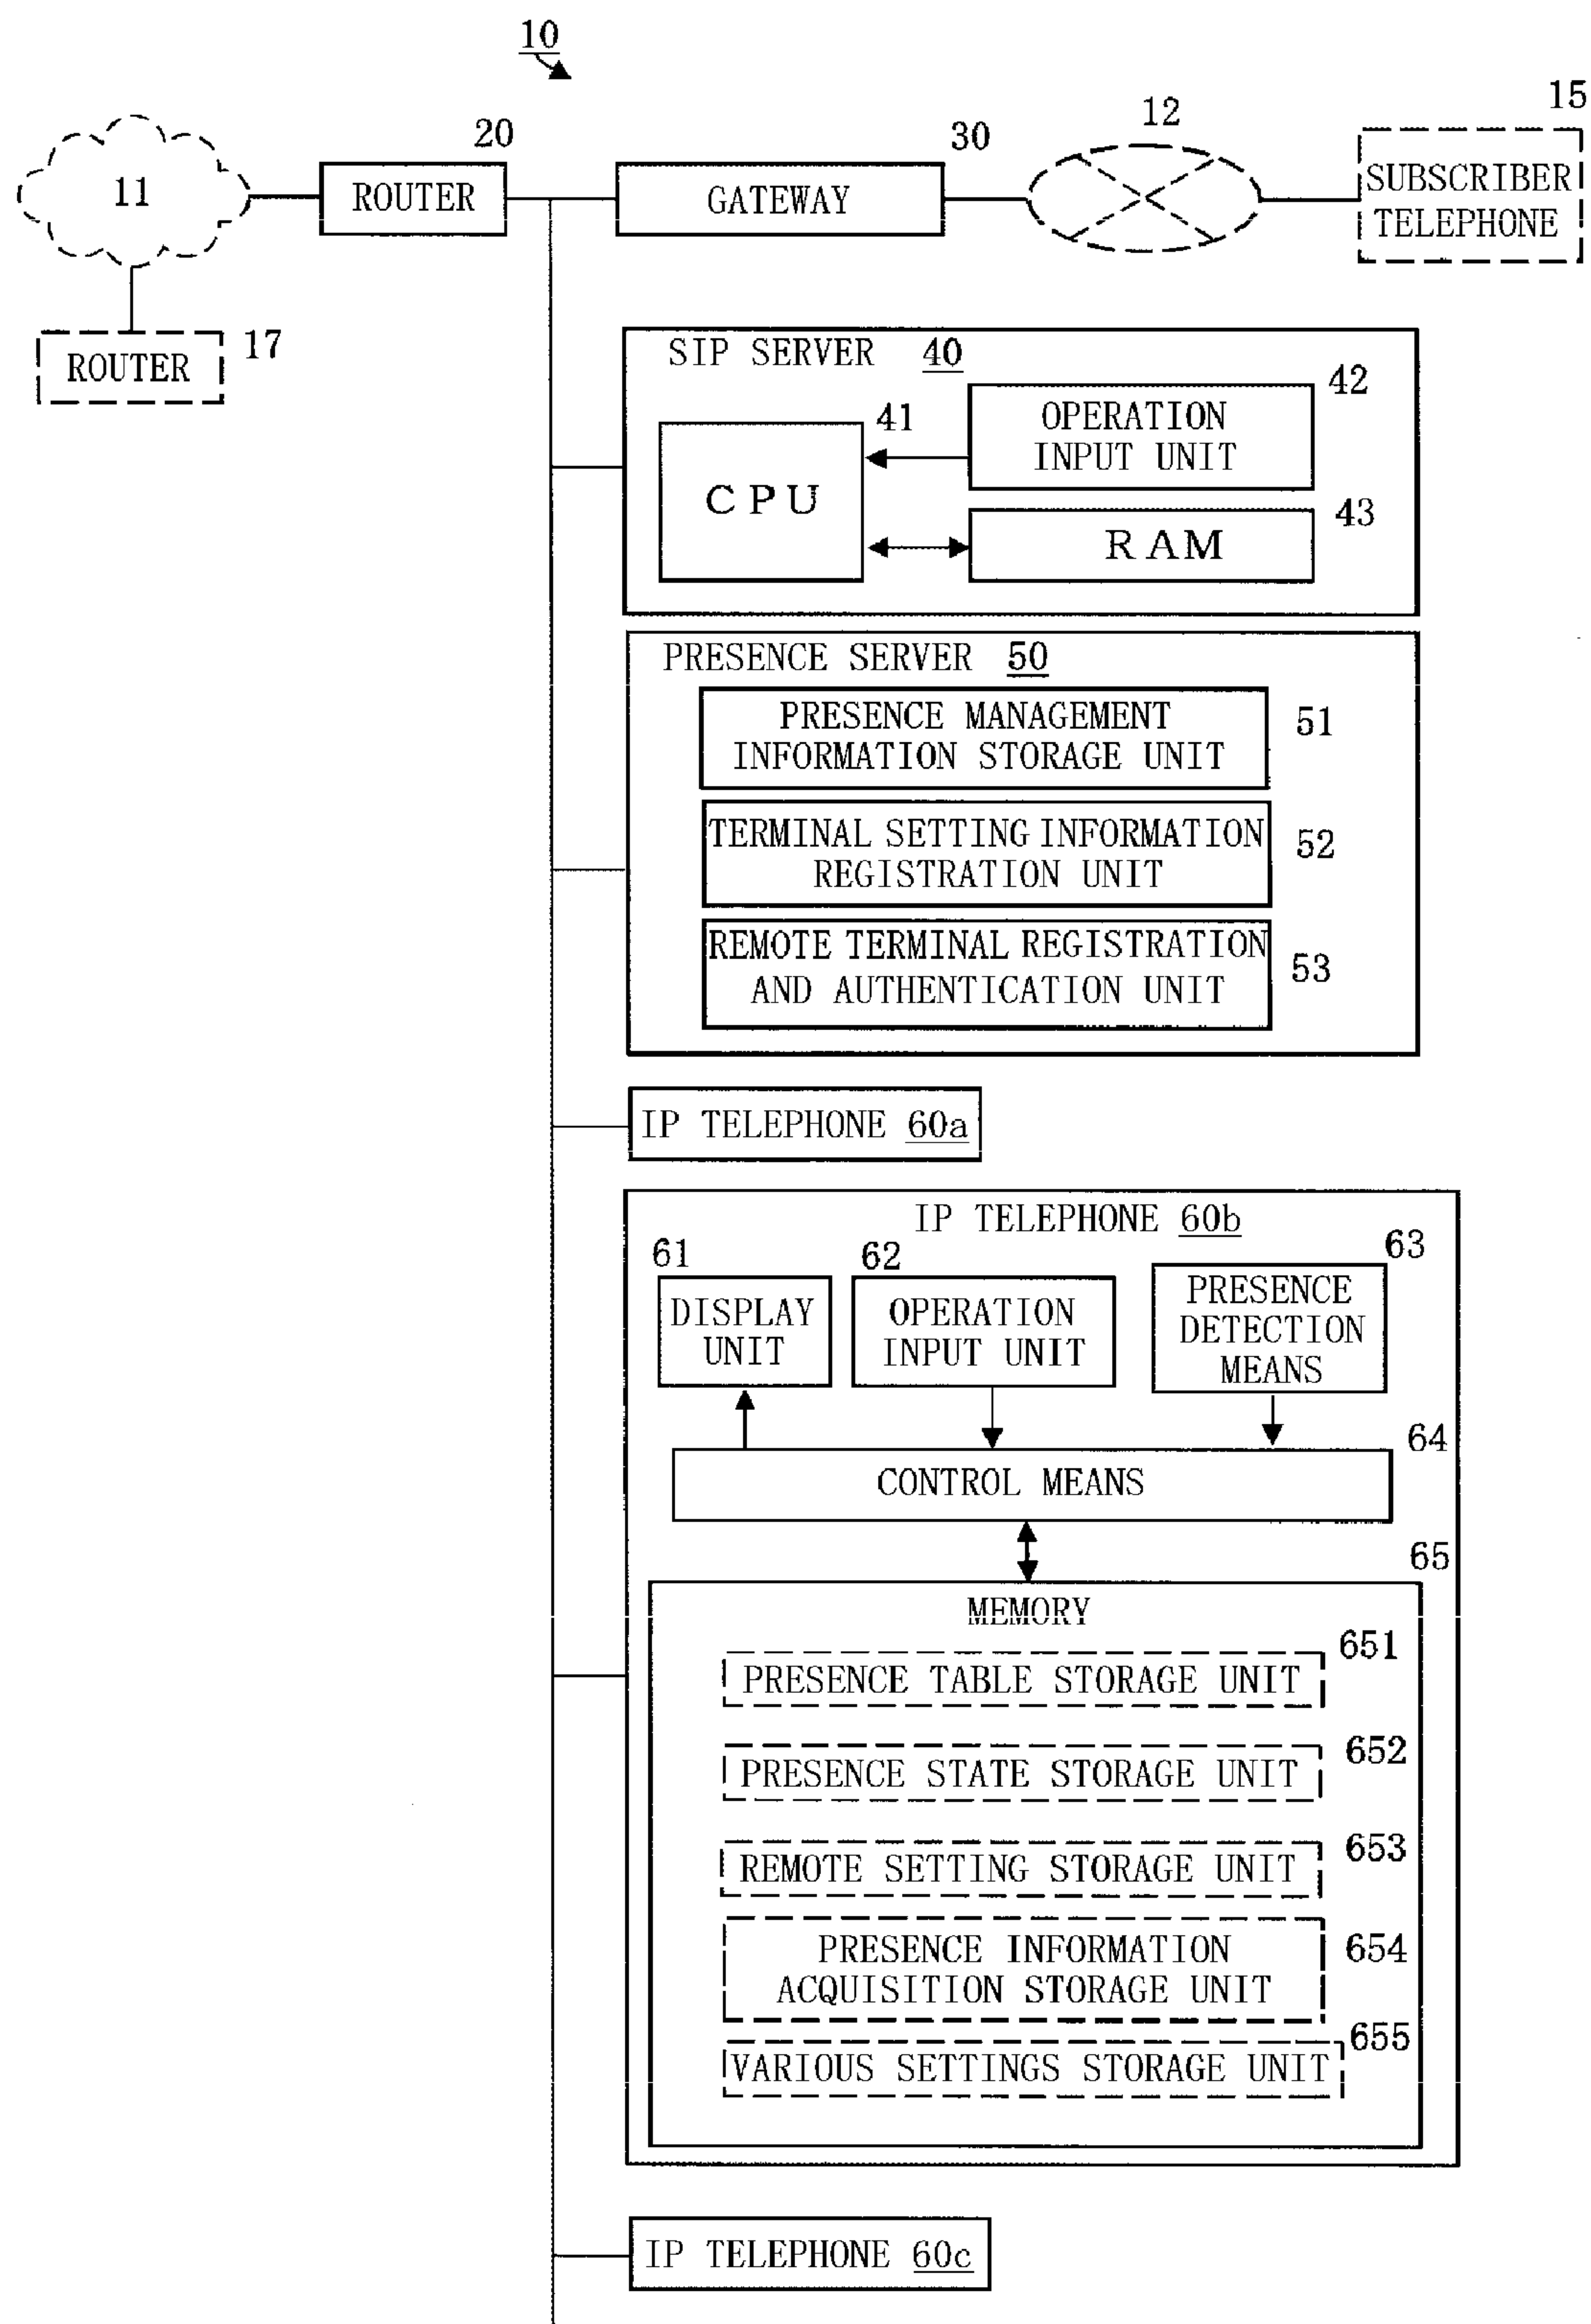 10
11
20
ROUTER
30
GATEWAY
12
15
SUBSCRIBER
TELEPHONE
ROUTER
17
SIP SERVER 40
41
CPU
42
OPERATION
INPUT UNIT
43
RAM
PRESENCE SERVER 50
PRESENCE MANAGEMENT
INFORMATION STORAGE UNIT
51
TERMINAL SETTING INFORMATION
REGISTRATION UNIT
52
REMOTE TERMINAL REGISTRATION
AND AUTHENTICATION UNIT
53
IP TELEPHONE 60a
IP TELEPHONE 60b
61
DISPLAY
UNIT
62
OPERATION
INPUT UNIT
63
PRESENCE
DETECTION
MEANS
64
CONTROL MEANS
65
MEMORY
651
PRESENCE TABLE STORAGE UNIT
652
PRESENCE STATE STORAGE UNIT
653
REMOTE SETTING STORAGE UNIT
654
PRESENCE INFORMATION
ACQUISITION STORAGE UNIT
655
VARIOUS SETTINGS STORAGE UNIT
IP TELEPHONE 60c